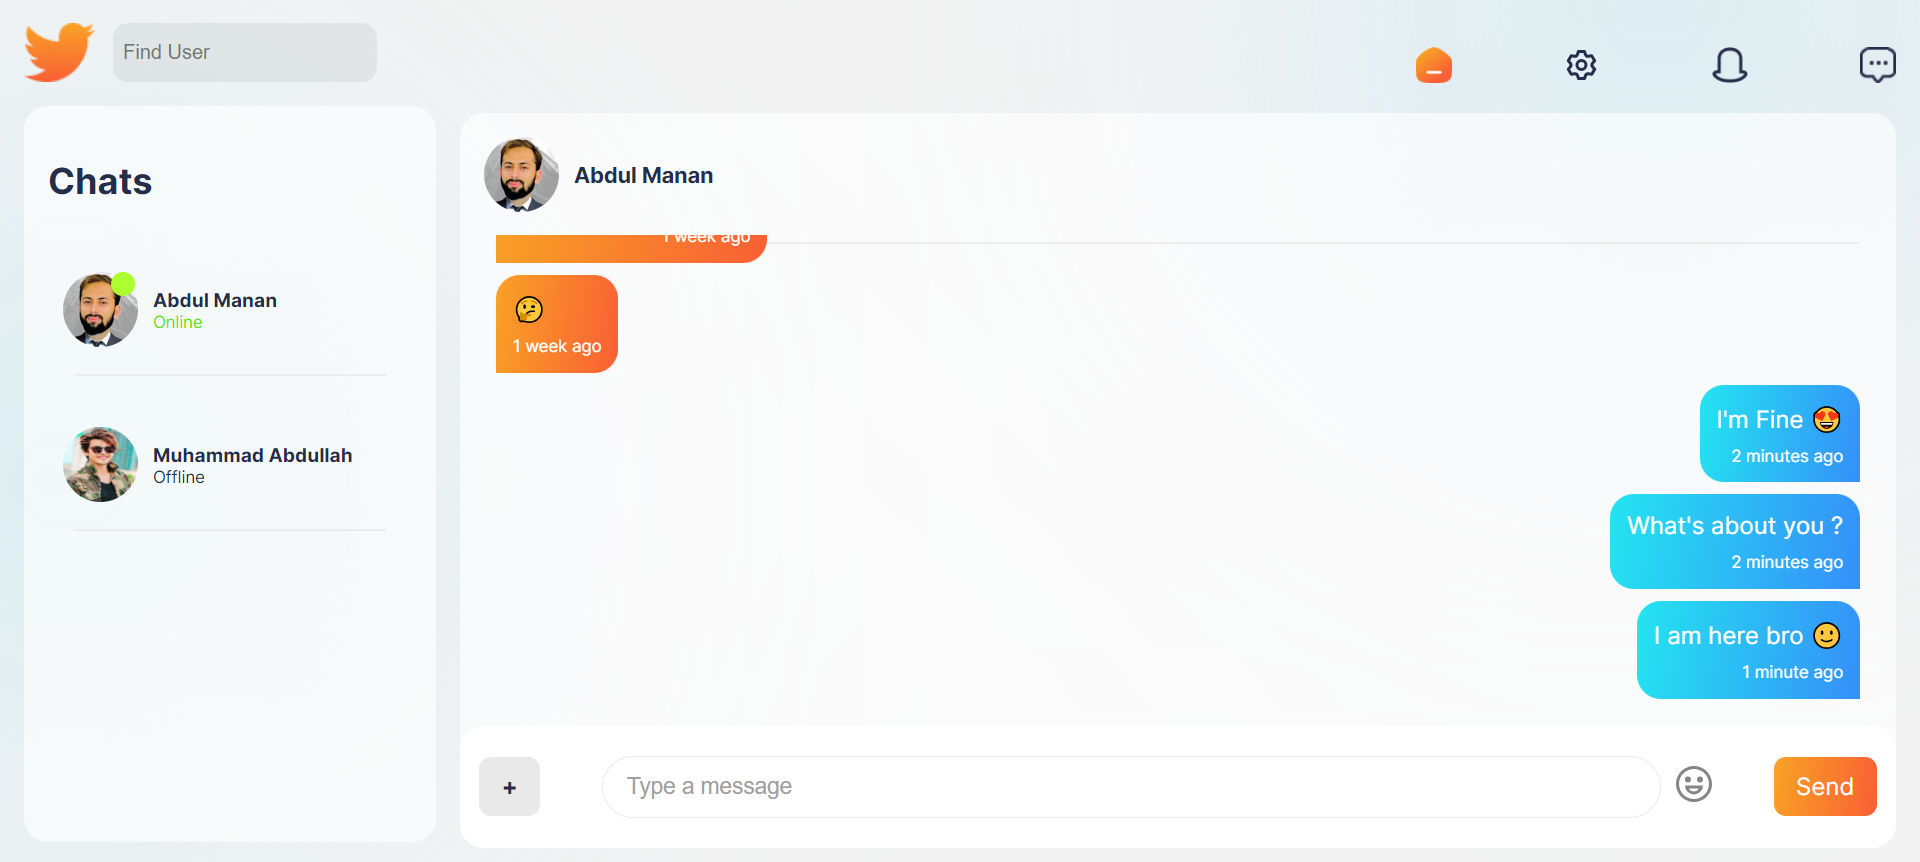 Find User
Chats
Abdul Manan
Online
Muhammad Abdullah
Offline
Abdul Manan
1 week ago
🤔
1 week ago
I'm Fine 😍
2 minutes ago
What's about you ?
2 minutes ago
I am here bro 🙂
1 minute ago
+
Type a message
Send